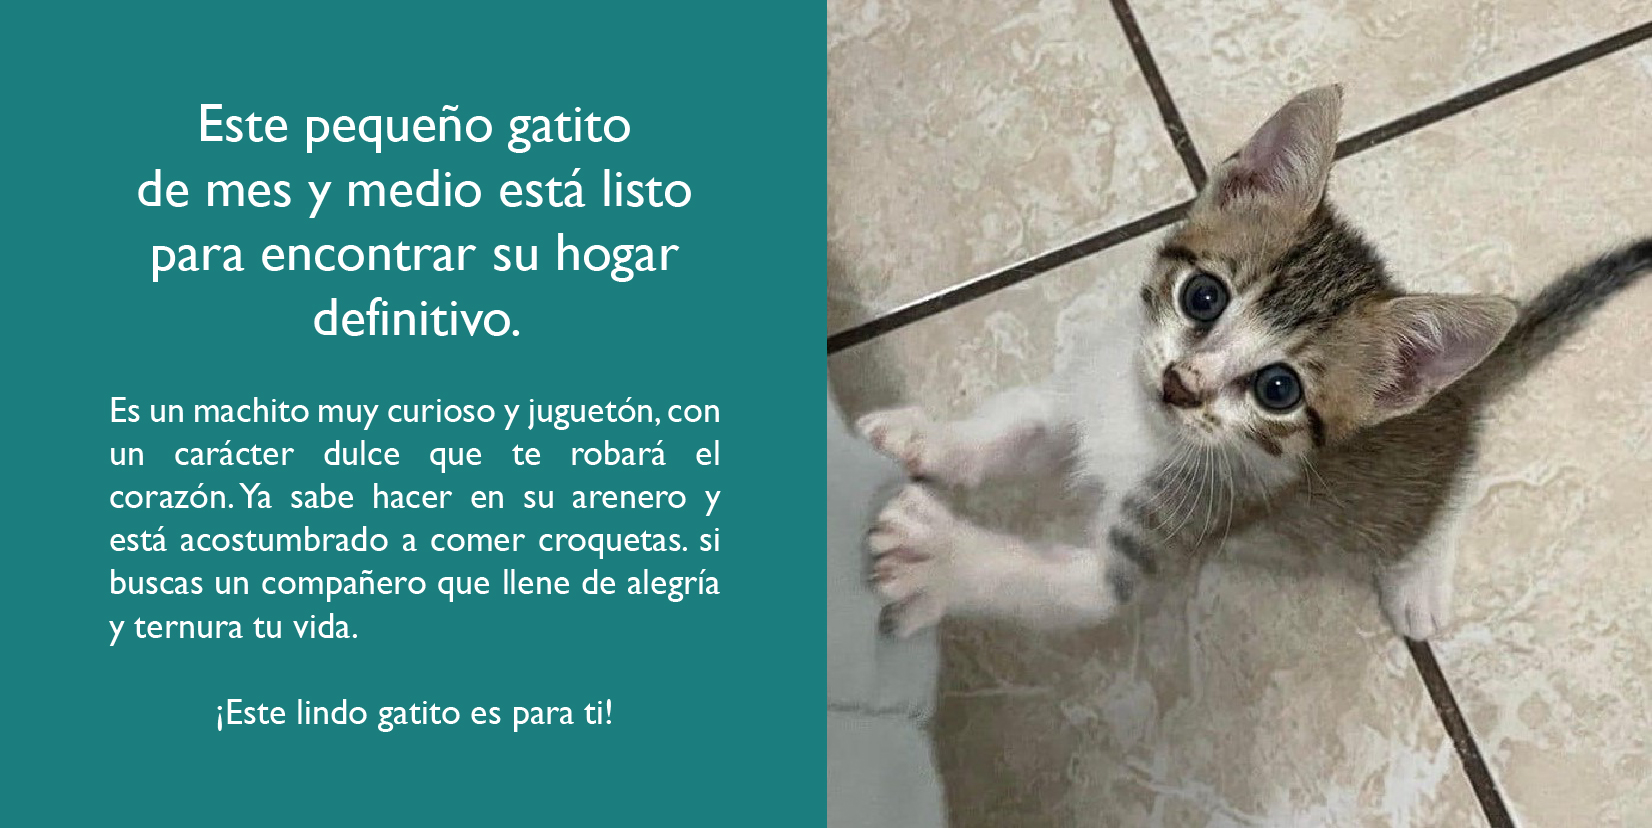 Este pequeño gatito
de mes y medio está listo
para encontrar su hogar
definitivo.
Es un machito muy curioso y juguetón, con
un carácter dulce que te robará el
corazón. Ya sabe hacer en su arenero y
está acostumbrado a comer croquetas. si
buscas un compañero que llene de alegría
y ternura tu vida.
¡Este lindo gatito es para ti!